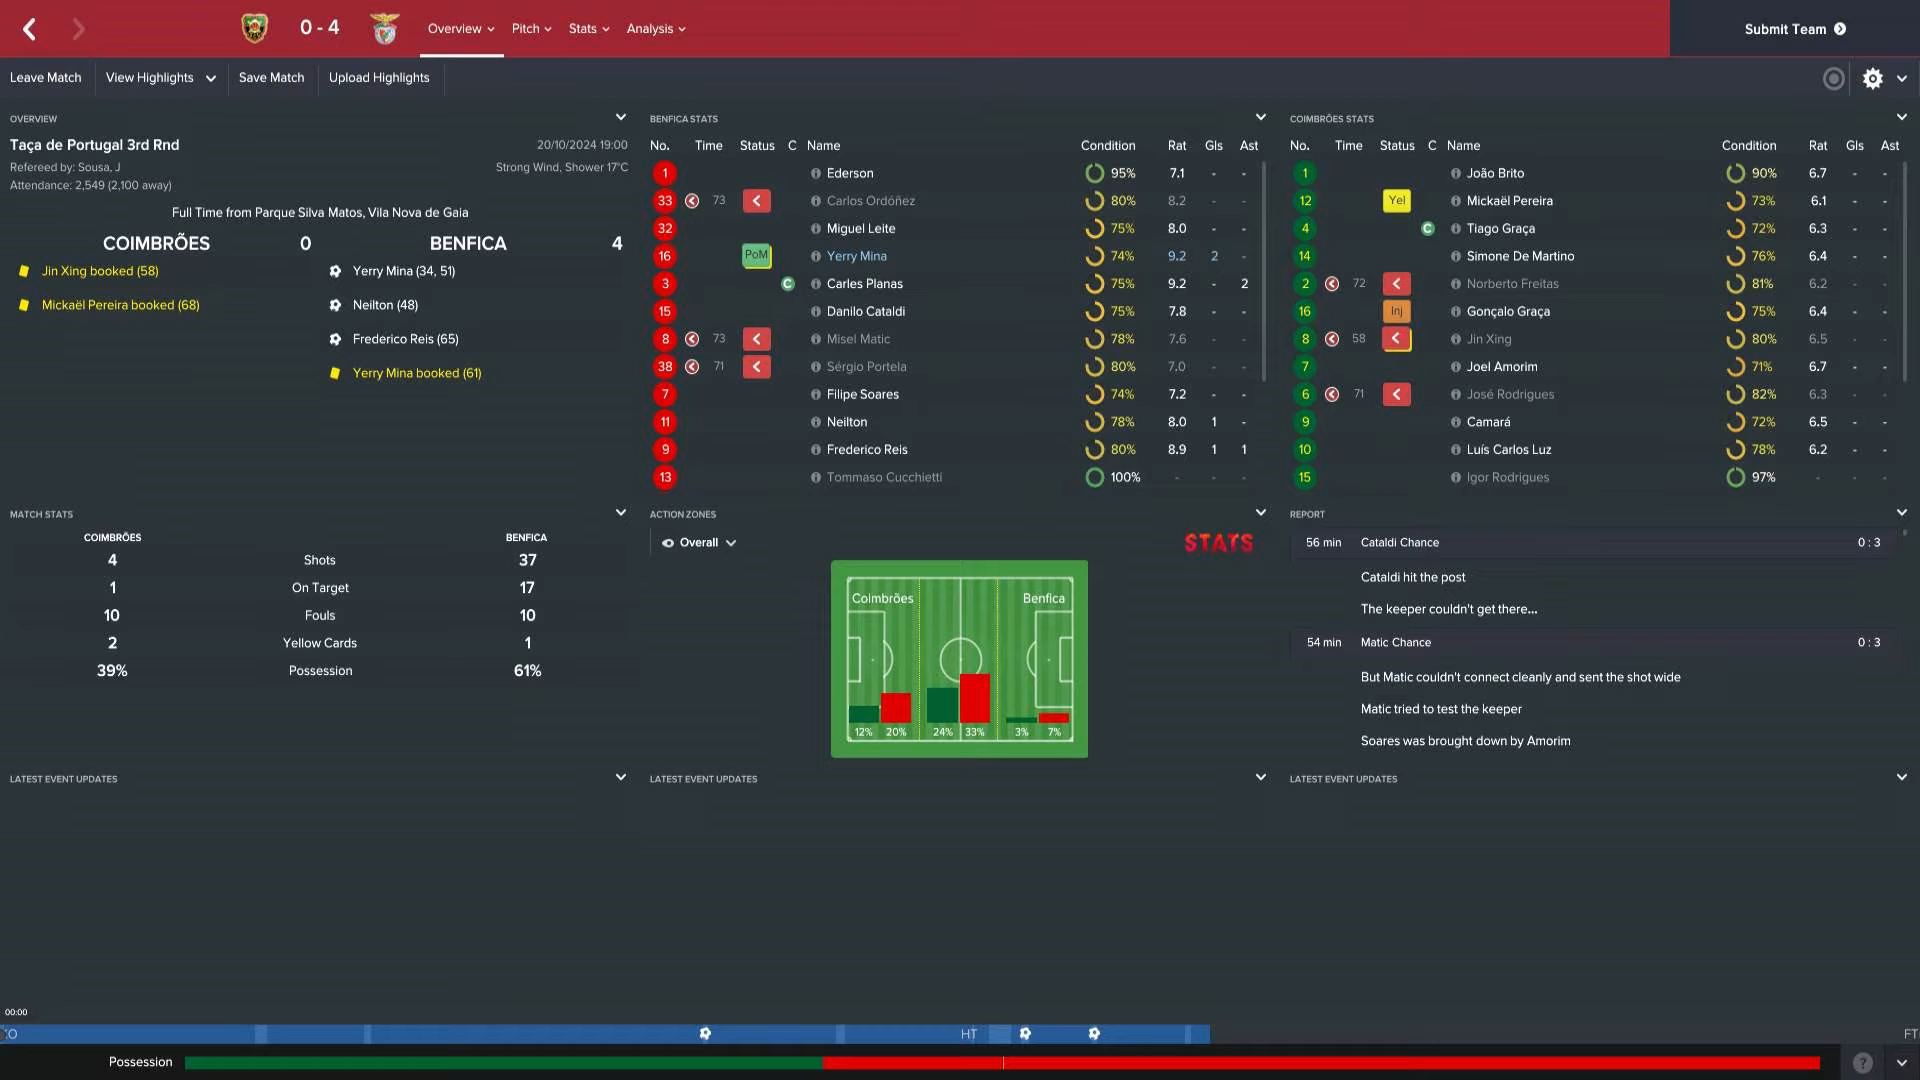 0 - 4
Overview
Pitch
Stats
Analysis
Submit Team
Leave Match
View Highlights
Save Match
Upload Highlights
OVERVIEW
Taça de Portugal 3rd Rnd
20/10/2024 19:00
Refereed by: Sousa, J
Strong Wind, Shower 17°C
Attendance: 2,549 (2,100 away)
Full Time from Parque Silva Matos, Vila Nova de Gaia
COIMBRÕES 0 BENFICA 4
Jin Xing booked (58)
Yerry Mina (34, 51)
Mickaël Pereira booked (68)
Neilton (48)
Frederico Reis (65)
Yerry Mina booked (61)
BENFICA STATS
No. Time Status C Name Condition Rat Gls Ast
1 Ederson 95% 7.1 - -
33 73 Carlos Ordóñez 80% 8.2 - -
32 Miguel Leite 75% 8.0 - -
16 PoM Yerry Mina 74% 9.2 2 -
3 C Carles Planas 75% 9.2 - 2
15 Danilo Cataldi 75% 7.8 - -
8 73 Misel Matic 78% 7.6 - -
38 71 Sérgio Portela 80% 7.0 - -
7 Filipe Soares 74% 7.2 - -
11 Neilton 78% 8.0 1 -
9 Frederico Reis 80% 8.9 1 1
13 Tommaso Cucchietti 100% - - -
COIMBRÕES STATS
No. Time Status C Name Condition Rat Gls Ast
1 João Brito 90% 6.7 - -
12 Yel Mickaël Pereira 73% 6.1 - -
4 C Tiago Graça 72% 6.3 - -
14 Simone De Martino 76% 6.4 - -
2 72 Norberto Freitas 81% 6.2 - -
16 Inj Gonçalo Graça 75% 6.4 - -
8 58 Jin Xing 80% 6.5 - -
7 Joel Amorim 71% 6.7 - -
6 71 José Rodrigues 82% 6.3 - -
9 Camará 72% 6.5 - -
10 Luís Carlos Luz 78% 6.2 - -
15 Igor Rodrigues 97% - - -
MATCH STATS
COIMBRÕES BENFICA
4 Shots 37
1 On Target 17
10 Fouls 10
2 Yellow Cards 1
39% Possession 61%
ACTION ZONES
Overall
STATS
Coimbrões Benfica
12% 20% 24% 33% 3% 7%
REPORT
56 min Cataldi Chance 0 : 3
Cataldi hit the post
The keeper couldn't get there...
54 min Matic Chance 0 : 3
But Matic couldn't connect cleanly and sent the shot wide
Matic tried to test the keeper
Soares was brought down by Amorim
LATEST EVENT UPDATES
LATEST EVENT UPDATES
LATEST EVENT UPDATES
00:00
HT
FT
Possession
?